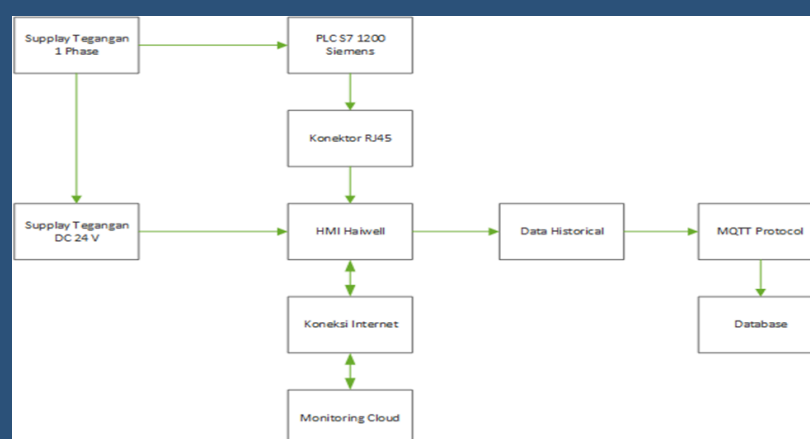 Supplay Tegangan
1 Phase
PLC S7 1200
Siemens
Konektor RJ45
Supplay Tegangan
DC 24 V
HMI Haiwell
Data Historical
MQTT Protocol
Koneksi Internet
Database
Monitoring Cloud